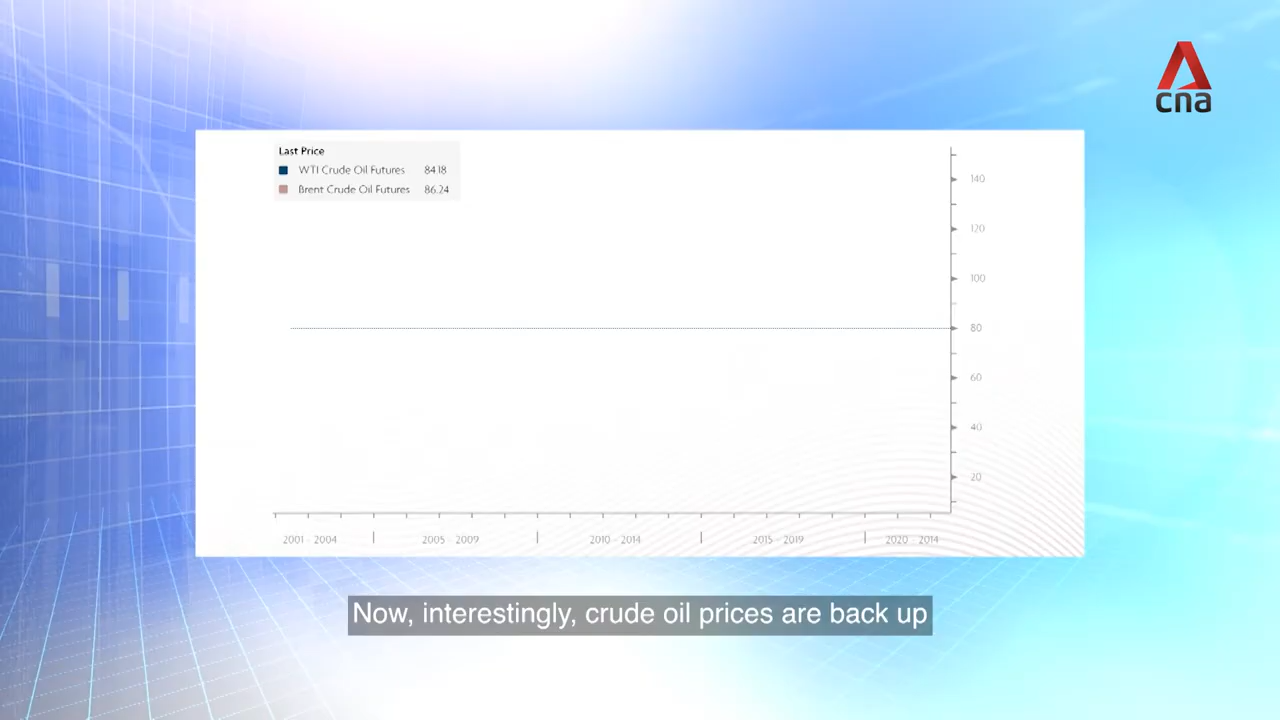 cna
Last Price
WTI Crude Oil Futures 84.18
Brent Crude Oil Futures 86.24
140
120
100
80
60
40
20
2001 - 2004 2005 - 2009 2010 - 2014 2015 - 2019 2020 - 2014
Now, interestingly, crude oil prices are back up